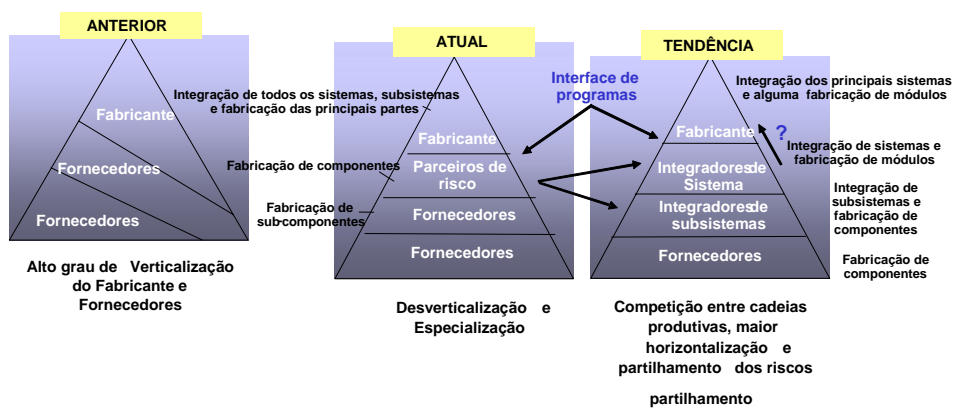 ANTERIOR
Fabricante
Fornecedores
Fornecedores
Alto grau de Verticalização
do Fabricante e
Fornecedores
ATUAL
Integração de todos os sistemas, subsistemas
e fabricação das principais partes
Fabricação de componentes
Fabricação de
sub-componentes
Fabricante
Parceiros de
risco
Fornecedores
Fornecedores
Desverticalização e
Especialização
Interface de
programas
TENDÊNCIA
Fabricante
Integradores de
Sistema
Integradores de
subsistemas
Fornecedores
?
Integração dos principais sistemas
e alguma fabricação de módulos
Integração de sistemas e
fabricação de módulos
Integração de
subsistemas e
fabricação de
componentes
Fabricação de
componentes
Competição entre cadeias
produtivas, maior
horizontalização e
partilhamento dos riscos
partilhamento